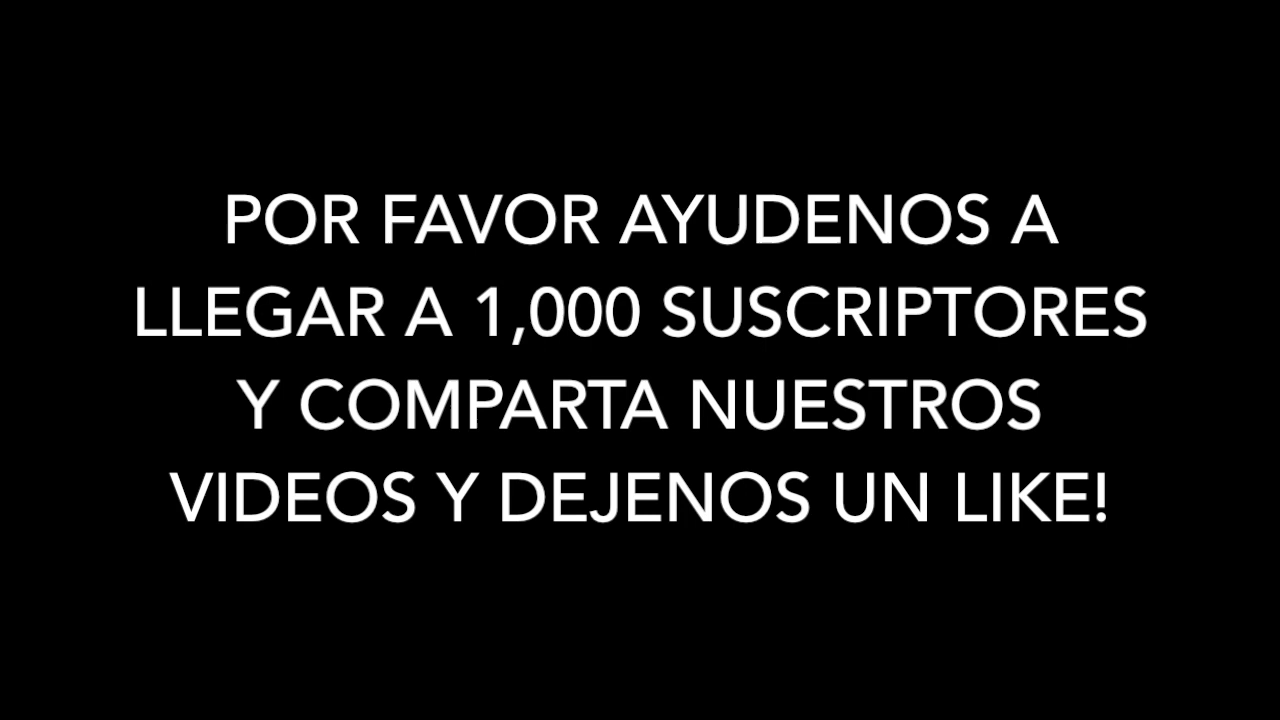 POR FAVOR AYUDENOS A
LLEGAR A 1,000 SUSCRIPTORES
Y COMPARTA NUESTROS
VIDEOS Y DEJENOS UN LIKE!